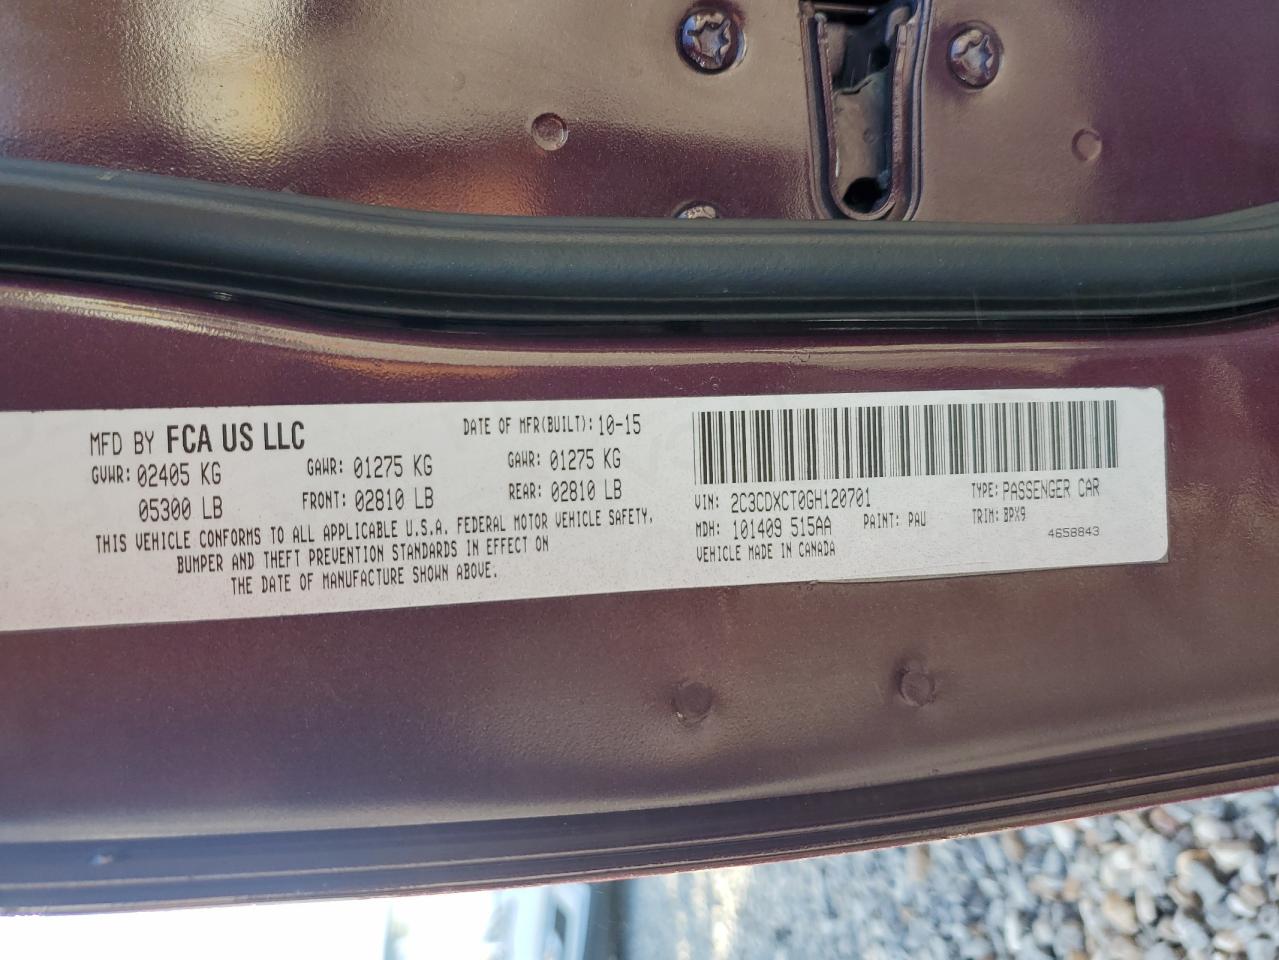 MFD BY FCA US LLC
DATE OF MFR(BUILT): 10-15
GVWR: 02405 KG
GAWR: 01275 KG
GAWR: 01275 KG
05300 LB
FRONT: 02810 LB
REAR: 02810 LB
THIS VEHICLE CONFORMS TO ALL APPLICABLE U.S.A. FEDERAL MOTOR VEHICLE SAFETY,
BUMPER AND THEFT PREVENTION STANDARDS IN EFFECT ON
THE DATE OF MANUFACTURE SHOWN ABOVE.
VIN: 2C3CDXCT0GH120701
TYPE: PASSENGER CAR
MDH: 101409 515AA
PAINT: PAU
TRIM: BPX9
VEHICLE MADE IN CANADA
4658843